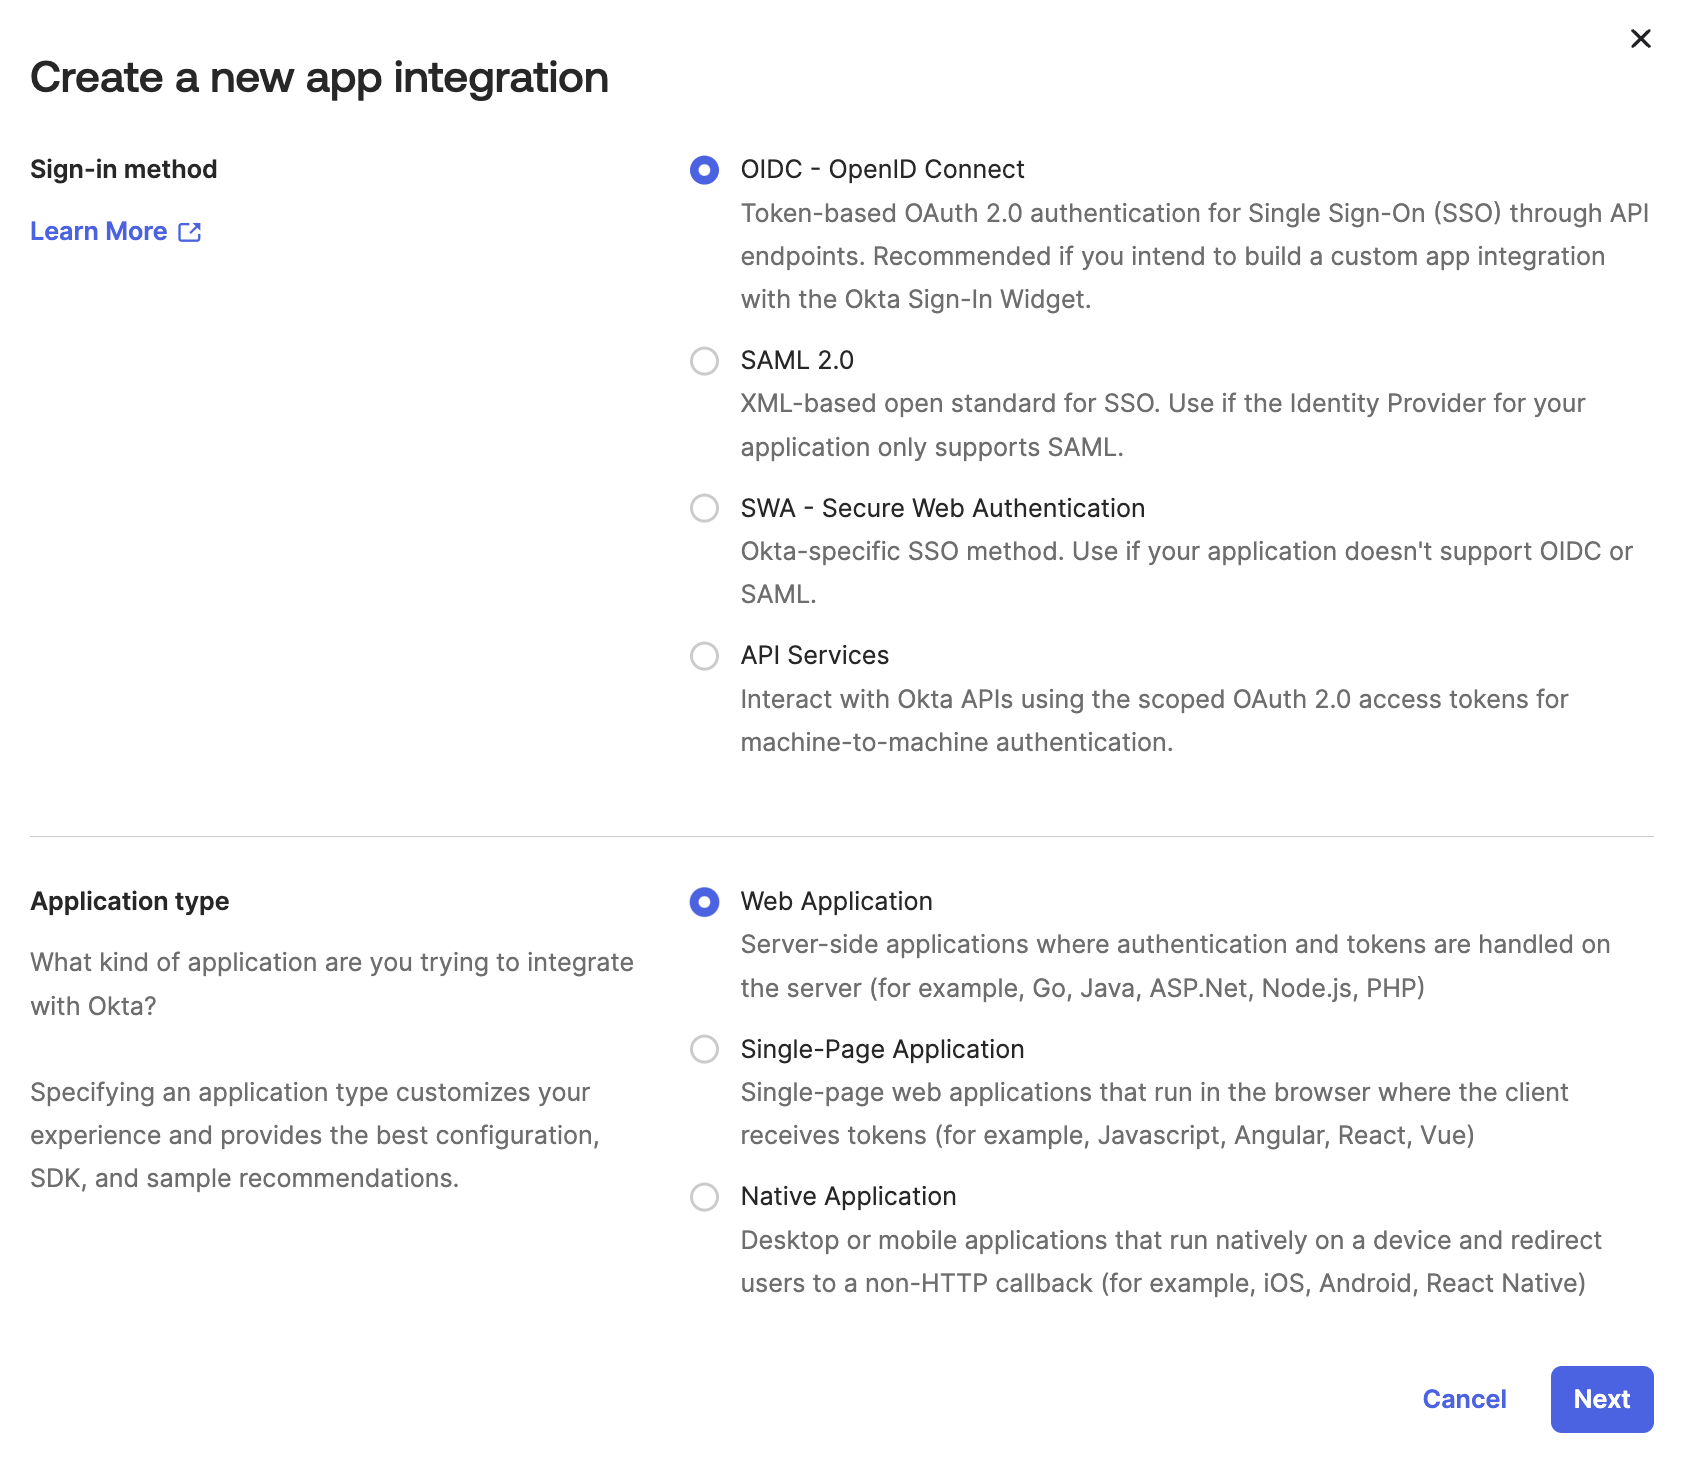 Create a new app integration
Sign-in method
Learn More
OIDC - OpenID Connect
Token-based OAuth 2.0 authentication for Single Sign-On (SSO) through API
endpoints. Recommended if you intend to build a custom app integration
with the Okta Sign-In Widget.
SAML 2.0
XML-based open standard for SSO. Use if the Identity Provider for your
application only supports SAML.
SWA - Secure Web Authentication
Okta-specific SSO method. Use if your application doesn't support OIDC or
SAML.
API Services
Interact with Okta APIs using the scoped OAuth 2.0 access tokens for
machine-to-machine authentication.
Application type
What kind of application are you trying to integrate
with Okta?
Specifying an application type customizes your
experience and provides the best configuration,
SDK, and sample recommendations.
Web Application
Server-side applications where authentication and tokens are handled on
the server (for example, Go, Java, ASP.Net, Node.js, PHP)
Single-Page Application
Single-page web applications that run in the browser where the client
receives tokens (for example, Javascript, Angular, React, Vue)
Native Application
Desktop or mobile applications that run natively on a device and redirect
users to a non-HTTP callback (for example, iOS, Android, React Native)
Cancel
Next